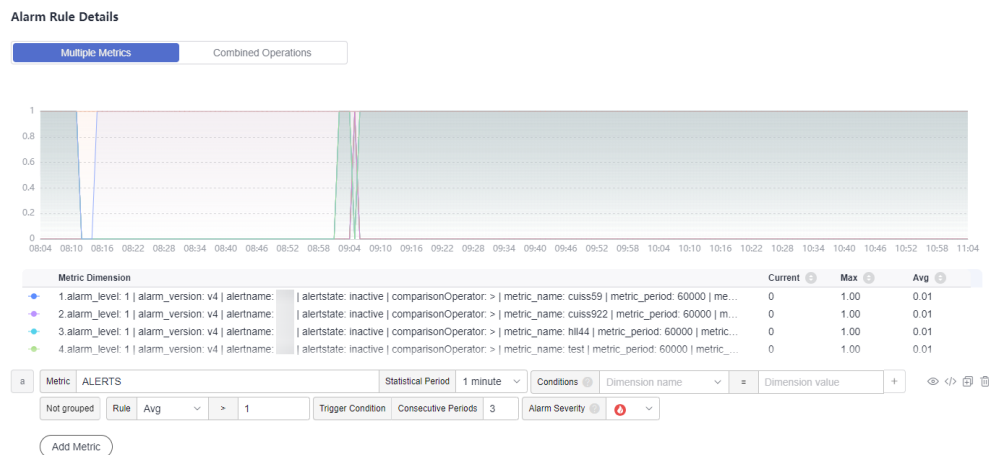 Alarm Rule Details
Multiple Metrics Combined Operations
1
0.8
0.6
0.4
0.2
0
08:04 08:10 08:16 08:22 08:28 08:34 08:40 08:46 08:52 08:58 09:04 09:10 09:16 09:22 09:28 09:34 09:40 09:46 09:52 09:58 10:04 10:10 10:16 10:22 10:28 10:34 10:40 10:46 10:52 10:58 11:04
Metric Dimension Current Max Avg
1.alarm_level: 1 | alarm_version: v4 | alertname: | alertstate: inactive | comparisonOperator: > | metric_name: cuiss59 | metric_period: 60000 | me... 0 1.00 0.01
2.alarm_level: 1 | alarm_version: v4 | alertname: | alertstate: inactive | comparisonOperator: > | metric_name: cuiss922 | metric_period: 60000 | m... 0 1.00 0.01
3.alarm_level: 1 | alarm_version: v4 | alertname: | alertstate: inactive | comparisonOperator: > | metric_name: hll44 | metric_period: 60000 | metric... 0 1.00 0.01
4.alarm_level: 1 | alarm_version: v4 | alertname: | alertstate: inactive | comparisonOperator: > | metric_name: test | metric_period: 60000 | metric_... 0 1.00 0.01
a Metric ALERTS Statistical Period 1 minute Conditions ? Dimension name = Dimension value +
Not grouped Rule Avg > 1 Trigger Condition Consecutive Periods 3 Alarm Severity ?
Add Metric